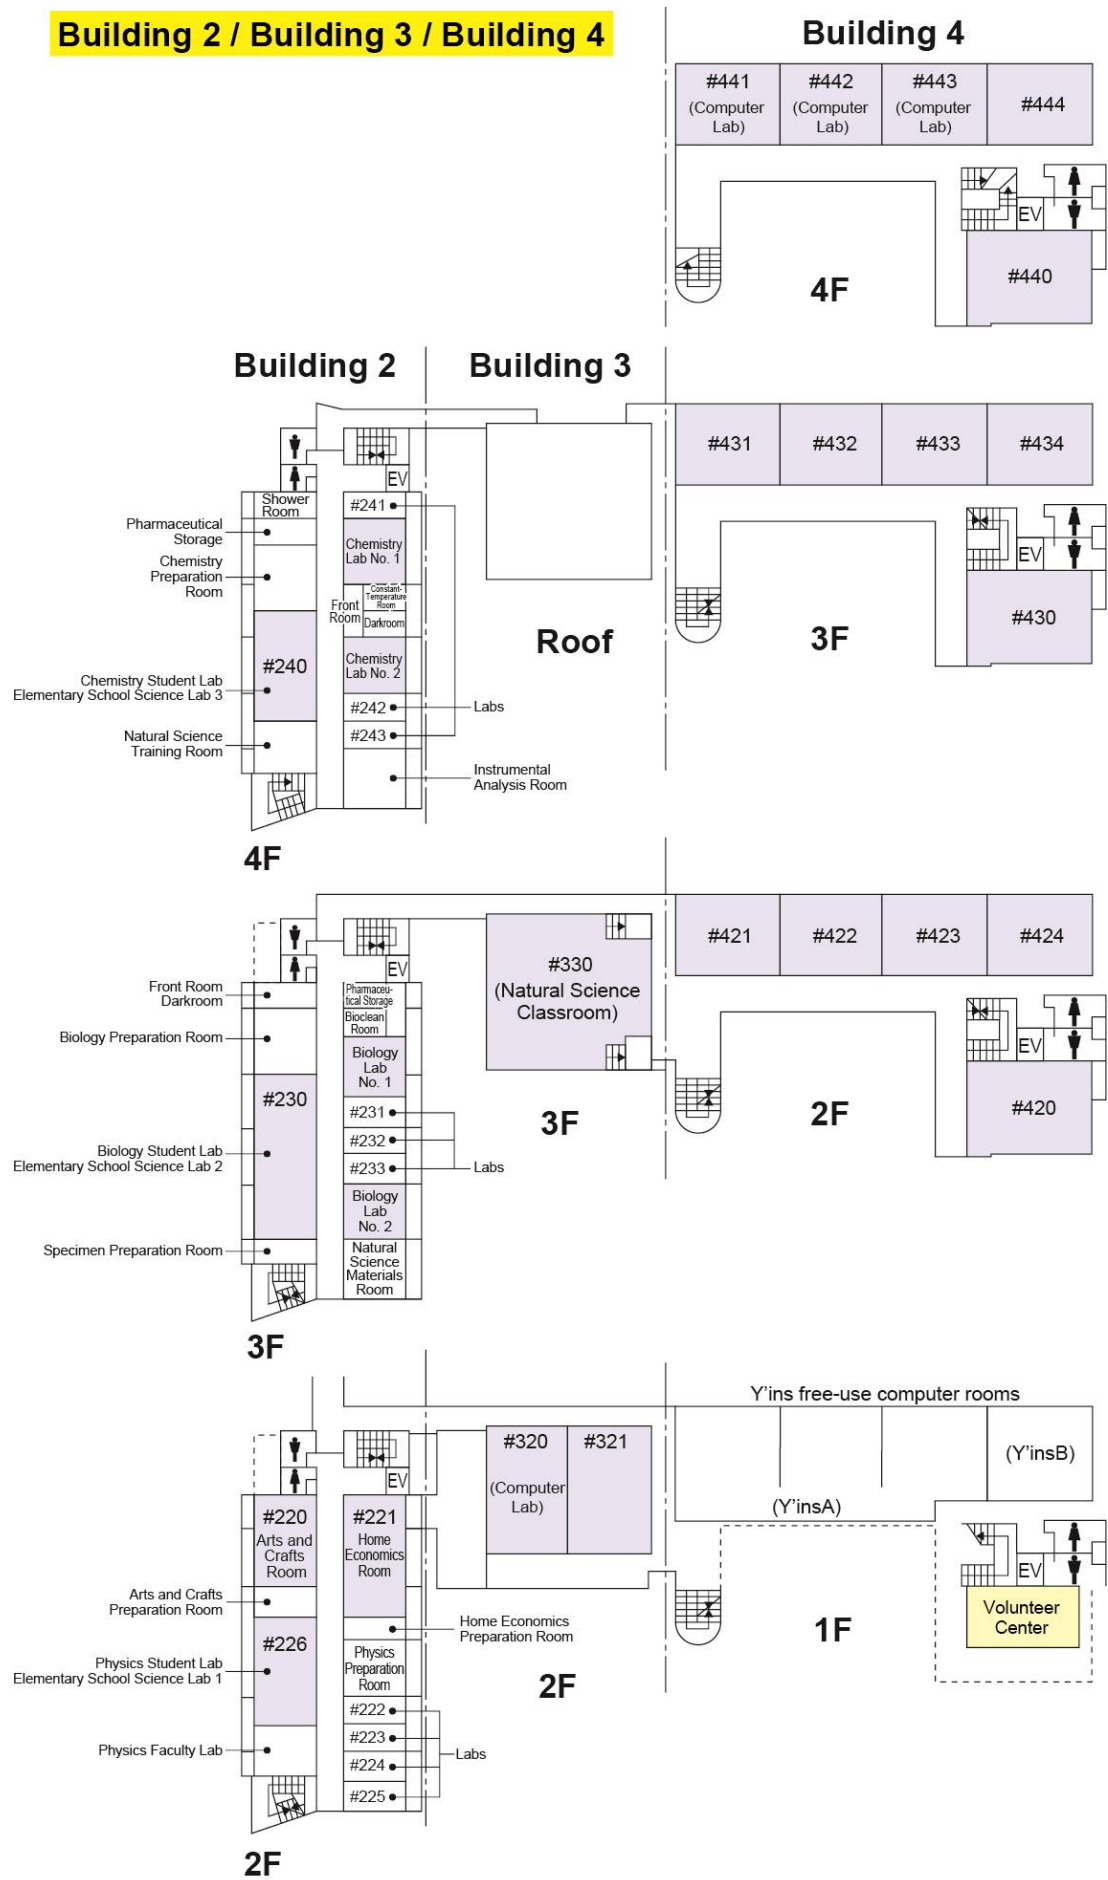 Building 2 / Building 3 / Building 4
Building 4
#441
(Computer
Lab)
#442
(Computer
Lab)
#443
(Computer
Lab)
#444
EV
#440
4F
Building 2
Building 3
EV
Shower
Room
#241
Pharmaceutical
Storage
Chemistry
Preparation
Room
Chemistry
Lab No. 1
Front
Room
Constant-
Temperature
Room
Darkroom
#240
Chemistry Student Lab
Elementary School Science Lab 3
Chemistry
Lab No. 2
#242
Labs
#243
Natural Science
Training Room
Instrumental
Analysis Room
4F
Roof
#431
#432
#433
#434
EV
#430
3F
EV
Front Room
Darkroom
Pharmaceu-
tical Storage
Bioclean
Room
Biology Preparation Room
Biology
Lab
No. 1
#230
#231
#232
#233
Labs
Biology Student Lab
Elementary School Science Lab 2
Biology
Lab
No. 2
Specimen Preparation Room
Natural
Science
Materials
Room
3F
#330
(Natural Science
Classroom)
3F
#421
#422
#423
#424
EV
#420
2F
EV
#220
Arts and
Crafts
Room
#221
Home
Economics
Room
Arts and Crafts
Preparation Room
Home Economics
Preparation Room
#226
Physics Student Lab
Elementary School Science Lab 1
Physics
Preparation
Room
#222
#223
Labs
#224
#225
Physics Faculty Lab
2F
#320
(Computer
Lab)
#321
2F
Y'ins free-use computer rooms
(Y'insB)
(Y'insA)
EV
Volunteer
Center
1F